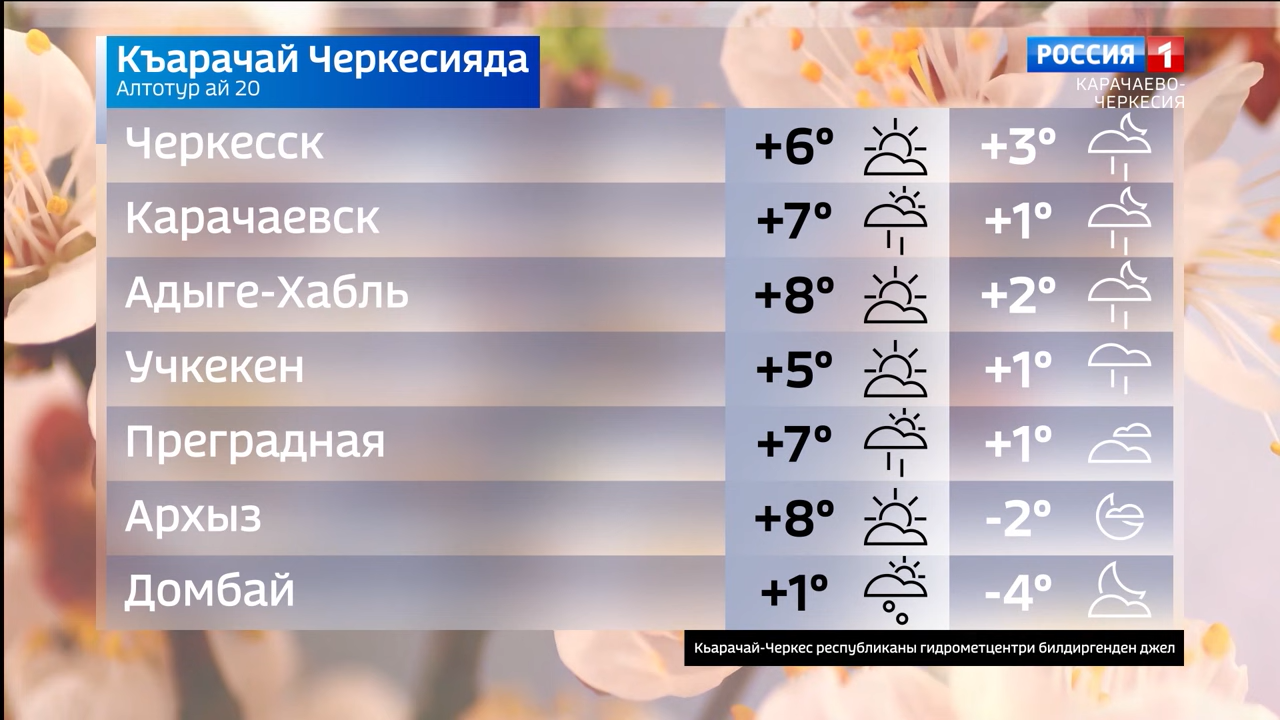 Къарачай Черкесияда
Алтотур ай 20
РОССИЯ 1
КАРАЧАЕВО-
ЧЕРКЕСИЯ
Черкесск +6° +3°
Карачаевск +7° +1°
Адыге-Хабль +8° +2°
Учкекен +5° +1°
Преградная +7° +1°
Архыз +8° -2°
Домбай +1° -4°
Кьарачай-Черкес республиканы гидрометцентри билдиргенден джел